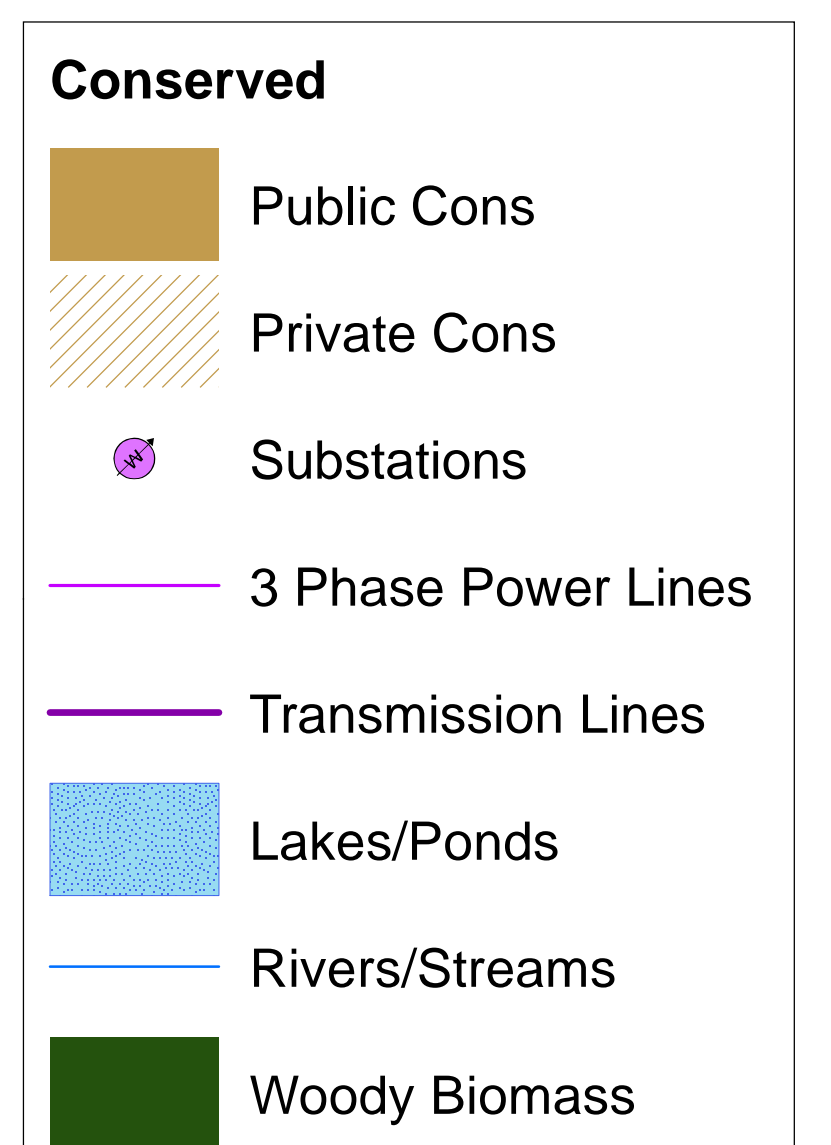 Conserved
Public Cons
Private Cons
W
Substations
3 Phase Power Lines
Transmission Lines
Lakes/Ponds
Rivers/Streams
Woody Biomass